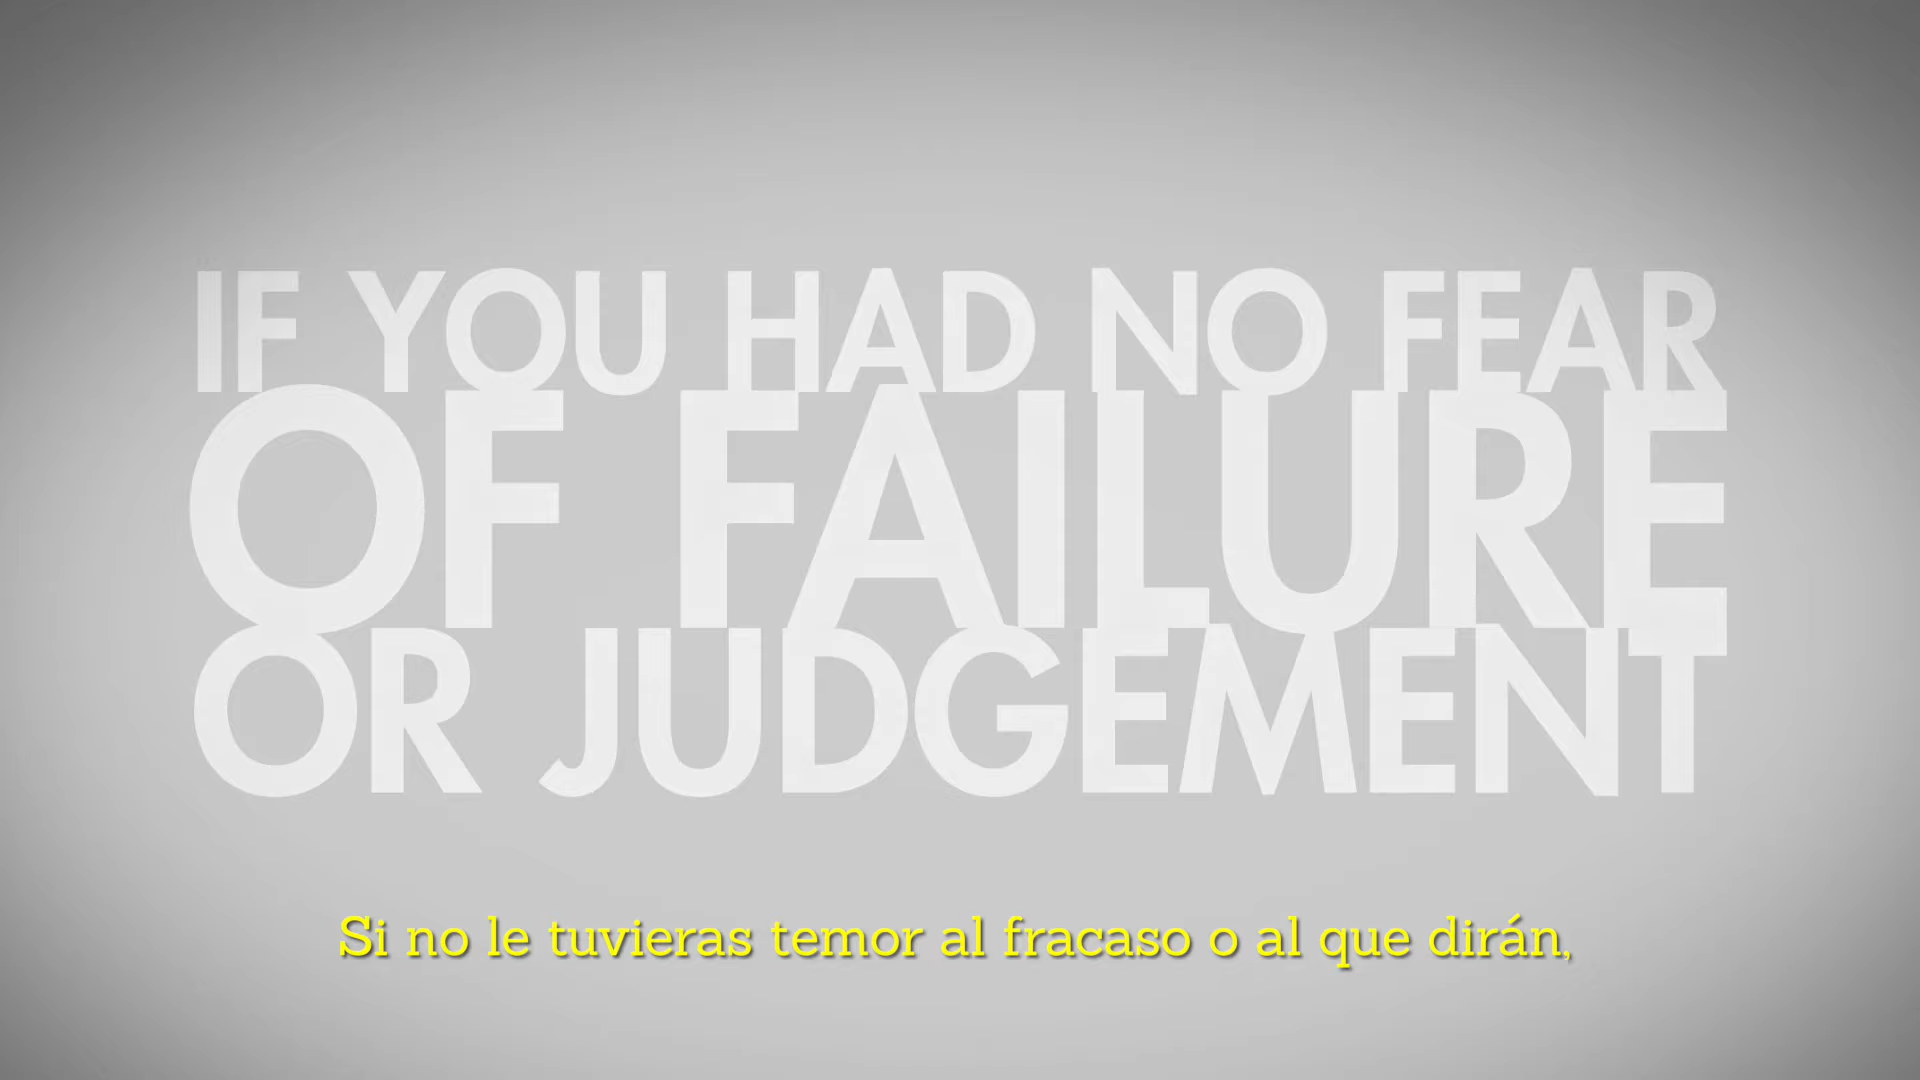 IF YOU HAD NO FEAR
OF FAILURE
OR JUDGEMENT
Si no le tuvieras temor al fracaso o al que dirán,